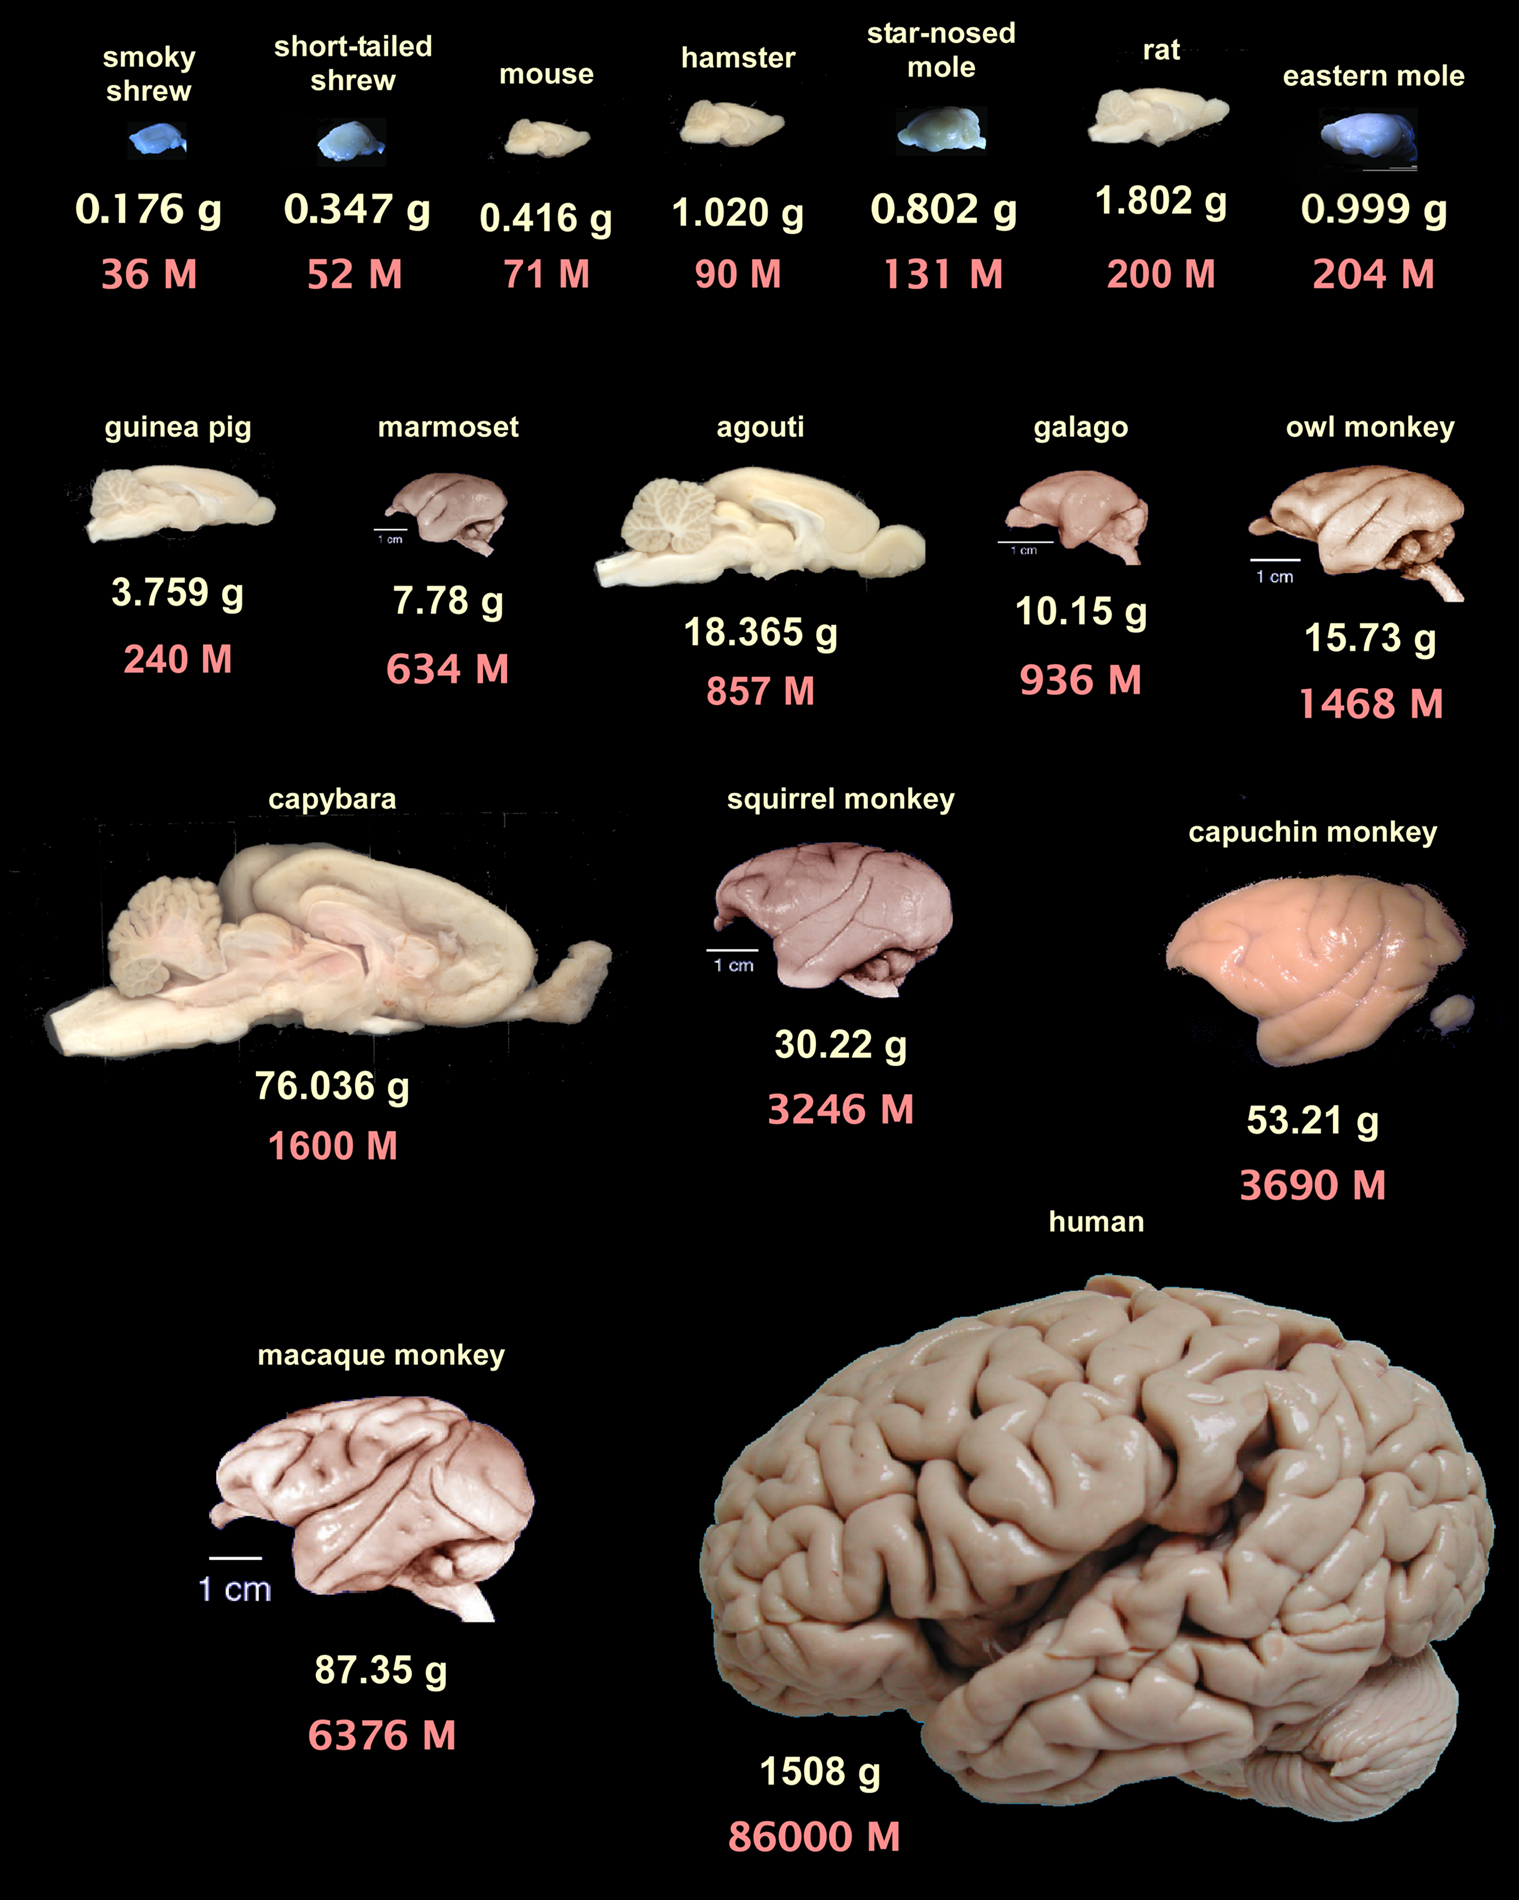 smoky
shrew
0.176 g
36 M
short-tailed
shrew
0.347 g
52 M
mouse
0.416 g
71 M
hamster
1.020 g
90 M
star-nosed
mole
0.802 g
131 M
rat
1.802 g
200 M
eastern mole
0.999 g
204 M
guinea pig
3.759 g
240 M
marmoset
1 cm
7.78 g
634 M
agouti
18.365 g
857 M
galago
1 cm
10.15 g
936 M
owl monkey
1 cm
15.73 g
1468 M
capybara
76.036 g
1600 M
squirrel monkey
1 cm
30.22 g
3246 M
capuchin monkey
53.21 g
3690 M
macaque monkey
1 cm
87.35 g
6376 M
human
1508 g
86000 M